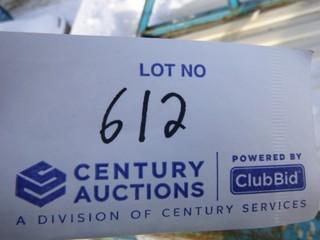 LOT NO
612
CENTURY AUCTIONS
POWERED BY
ClubBid
A DIVISION OF CENTURY SERVICES